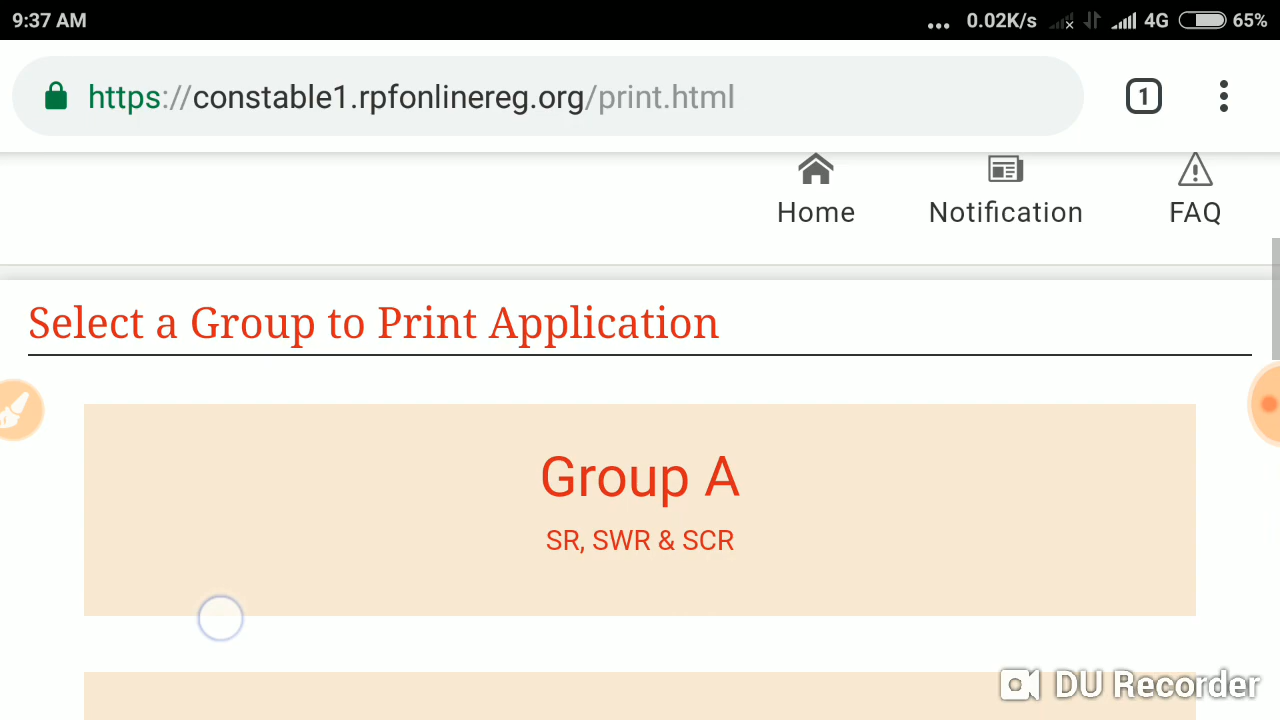 9:37 AM ... 0.02K/s 4G 65%
https://constable1.rpfonlinereg.org/print.html 1
Home Notification FAQ
Select a Group to Print Application
Group A
SR, SWR & SCR
DU Recorder